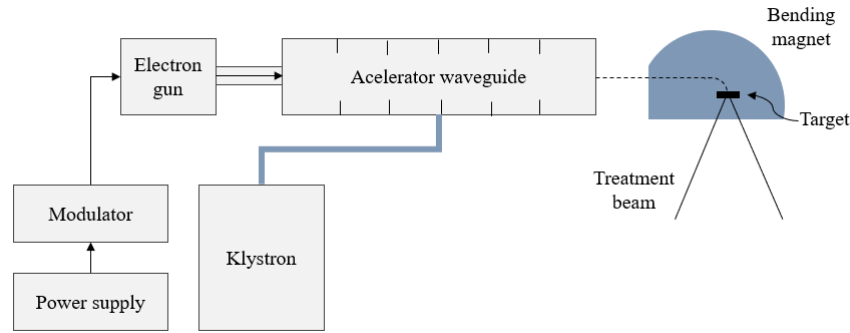 Bending
magnet
Electron
gun
Acelerator waveguide
Target
Treatment
beam
Modulator
Klystron
Power supply